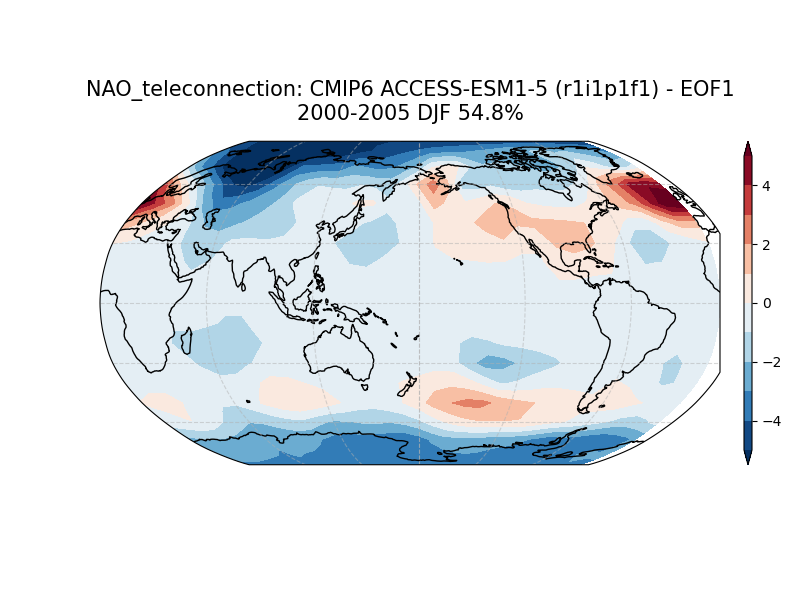 NAO_teleconnection: CMIP6 ACCESS-ESM1-5 (r1i1p1f1) - EOF1
2000-2005 DJF 54.8%
4
2
0
−2
−4